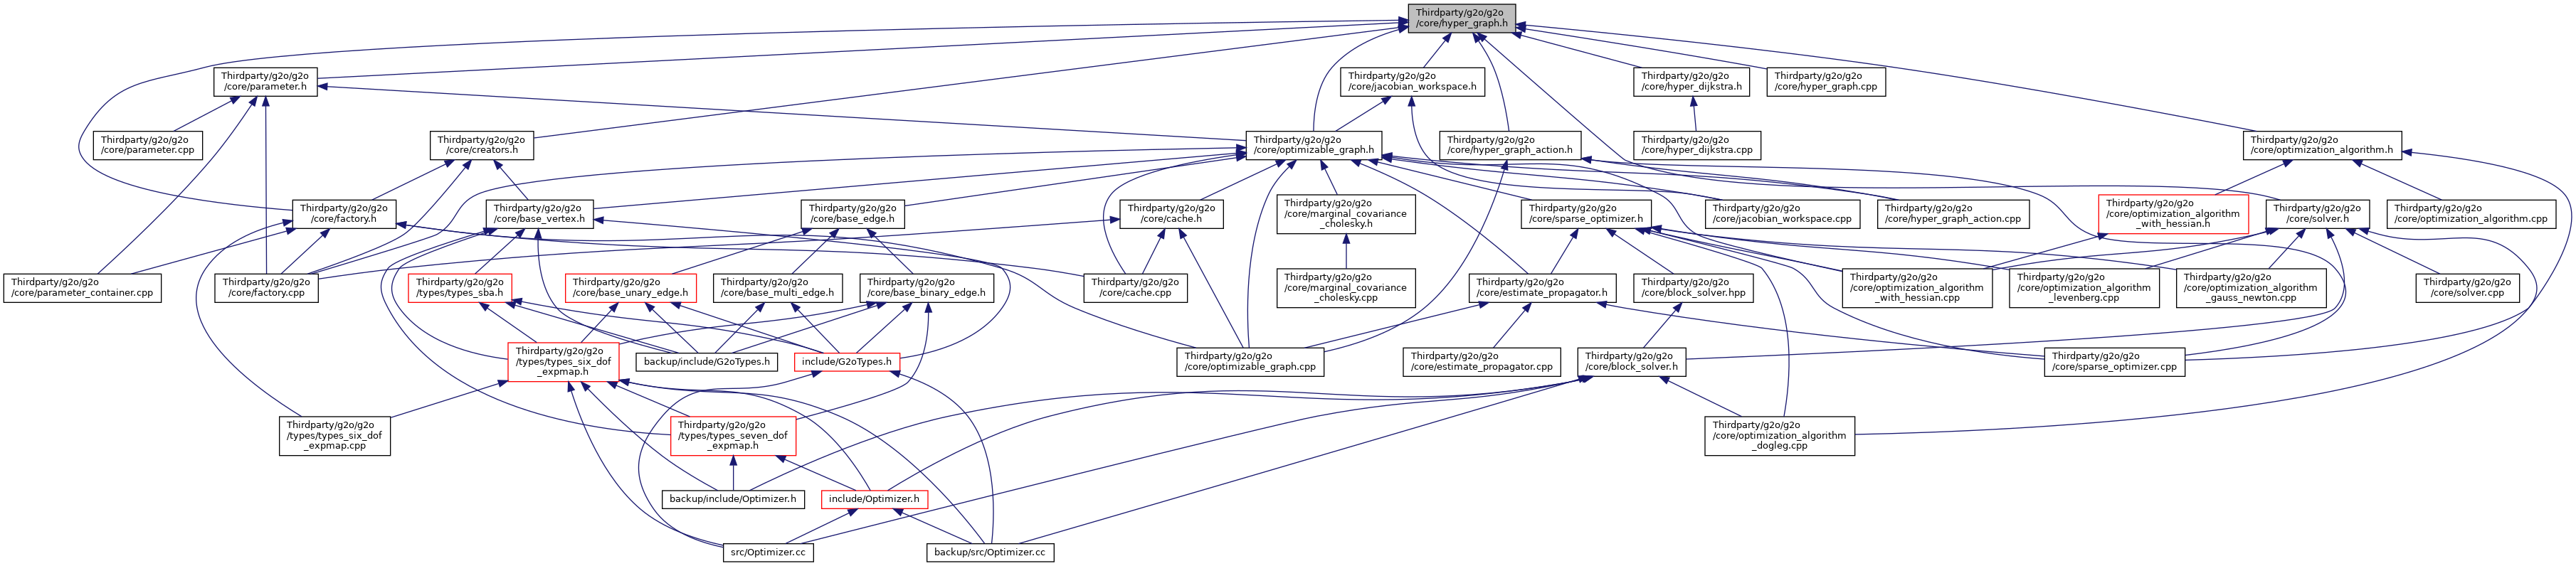 Thirdparty/g2o/g2o
/core/hyper_graph.h
Thirdparty/g2o/g2o
/core/parameter.h
Thirdparty/g2o/g2o
/core/jacobian_workspace.h
Thirdparty/g2o/g2o
/core/hyper_dijkstra.h
Thirdparty/g2o/g2o
/core/hyper_graph.cpp
Thirdparty/g2o/g2o
/core/parameter.cpp
Thirdparty/g2o/g2o
/core/creators.h
Thirdparty/g2o/g2o
/core/optimizable_graph.h
Thirdparty/g2o/g2o
/core/hyper_graph_action.h
Thirdparty/g2o/g2o
/core/hyper_dijkstra.cpp
Thirdparty/g2o/g2o
/core/optimization_algorithm.h
Thirdparty/g2o/g2o
/core/factory.h
Thirdparty/g2o/g2o
/core/base_vertex.h
Thirdparty/g2o/g2o
/core/base_edge.h
Thirdparty/g2o/g2o
/core/cache.h
Thirdparty/g2o/g2o
/core/marginal_covariance
_cholesky.h
Thirdparty/g2o/g2o
/core/sparse_optimizer.h
Thirdparty/g2o/g2o
/core/jacobian_workspace.cpp
Thirdparty/g2o/g2o
/core/hyper_graph_action.cpp
Thirdparty/g2o/g2o
/core/optimization_algorithm
_with_hessian.h
Thirdparty/g2o/g2o
/core/solver.h
Thirdparty/g2o/g2o
/core/optimization_algorithm.cpp
Thirdparty/g2o/g2o
/core/parameter_container.cpp
Thirdparty/g2o/g2o
/core/factory.cpp
Thirdparty/g2o/g2o
/types/types_sba.h
Thirdparty/g2o/g2o
/core/base_unary_edge.h
Thirdparty/g2o/g2o
/core/base_multi_edge.h
Thirdparty/g2o/g2o
/core/base_binary_edge.h
Thirdparty/g2o/g2o
/core/cache.cpp
Thirdparty/g2o/g2o
/core/marginal_covariance
_cholesky.cpp
Thirdparty/g2o/g2o
/core/estimate_propagator.h
Thirdparty/g2o/g2o
/core/block_solver.hpp
Thirdparty/g2o/g2o
/core/optimization_algorithm
_with_hessian.cpp
Thirdparty/g2o/g2o
/core/optimization_algorithm
_levenberg.cpp
Thirdparty/g2o/g2o
/core/optimization_algorithm
_gauss_newton.cpp
Thirdparty/g2o/g2o
/core/solver.cpp
Thirdparty/g2o/g2o
/types/types_six_dof
_expmap.h
backup/include/G2oTypes.h
include/G2oTypes.h
Thirdparty/g2o/g2o
/core/optimizable_graph.cpp
Thirdparty/g2o/g2o
/core/estimate_propagator.cpp
Thirdparty/g2o/g2o
/core/block_solver.h
Thirdparty/g2o/g2o
/core/sparse_optimizer.cpp
Thirdparty/g2o/g2o
/types/types_six_dof
_expmap.cpp
Thirdparty/g2o/g2o
/types/types_seven_dof
_expmap.h
Thirdparty/g2o/g2o
/core/optimization_algorithm
_dogleg.cpp
backup/include/Optimizer.h
include/Optimizer.h
src/Optimizer.cc
backup/src/Optimizer.cc